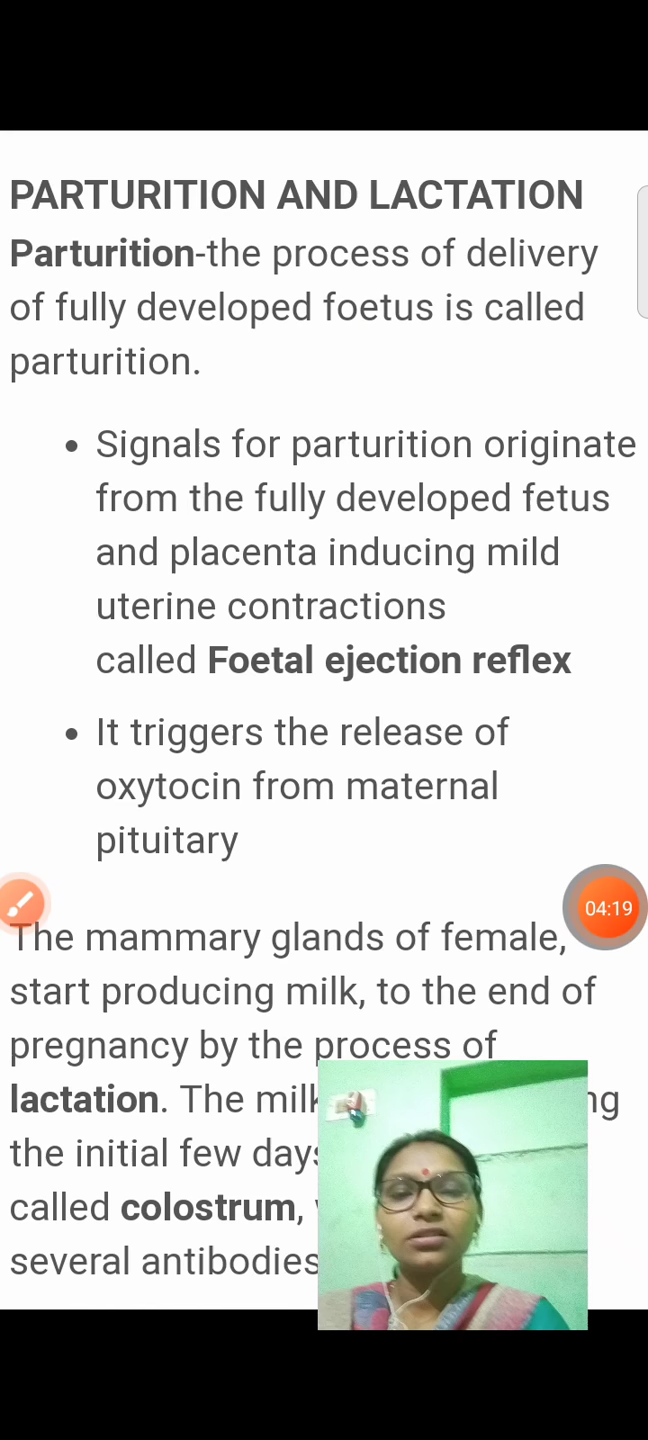 PARTURITION AND LACTATION
Parturition-the process of delivery
of fully developed foetus is called
parturition.
Signals for parturition originate
from the fully developed fetus
and placenta inducing mild
uterine contractions
called Foetal ejection reflex
It triggers the release of
oxytocin from maternal
pituitary
04:19
The mammary glands of female,
start producing milk, to the end of
pregnancy by the process of
lactation. The milk
the initial few days
called colostrum,
several antibodies